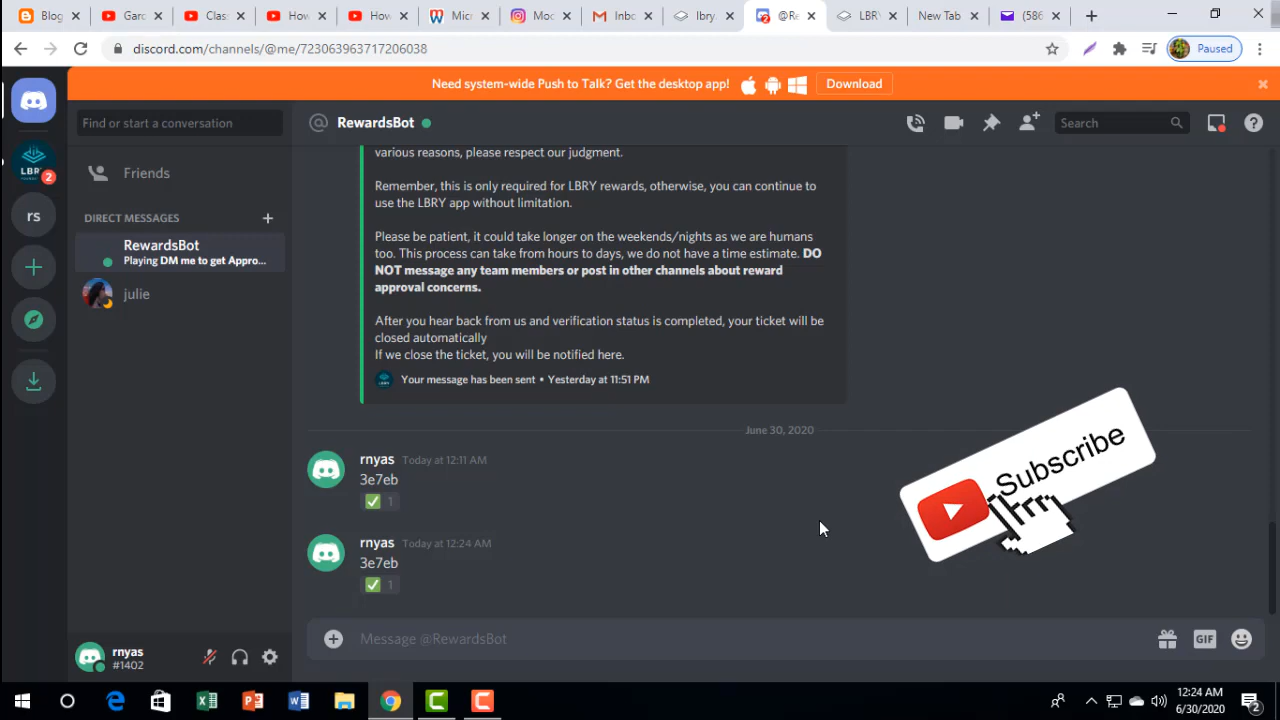 Blog
Gard
Class
How
How
Micr
Moc
Inbo
lbry
@Re
LBRY
New Tab
(586
discord.com/channels/@me/723063963717206038
Paused
Need system-wide Push to Talk? Get the desktop app!
Download
Find or start a conversation
@ RewardsBot
Search
LBRY
2
rs
Friends
DIRECT MESSAGES
RewardsBot
Playing DM me to get Appro...
julie
various reasons, please respect our judgment.
Remember, this is only required for LBRY rewards, otherwise, you can continue to
use the LBRY app without limitation.
Please be patient, it could take longer on the weekends/nights as we are humans
too. This process can take from hours to days, we do not have a time estimate. DO
NOT message any team members or post in other channels about reward
approval concerns.
After you hear back from us and verification status is completed, your ticket will be
closed automatically
If we close the ticket, you will be notified here.
Your message has been sent • Yesterday at 11:51 PM
June 30, 2020
rnyas Today at 12:11 AM
3e7eb
1
rnyas Today at 12:24 AM
3e7eb
1
Subscribe
Message @RewardsBot
GIF
rnyas
#1402
12:24 AM
6/30/2020
2